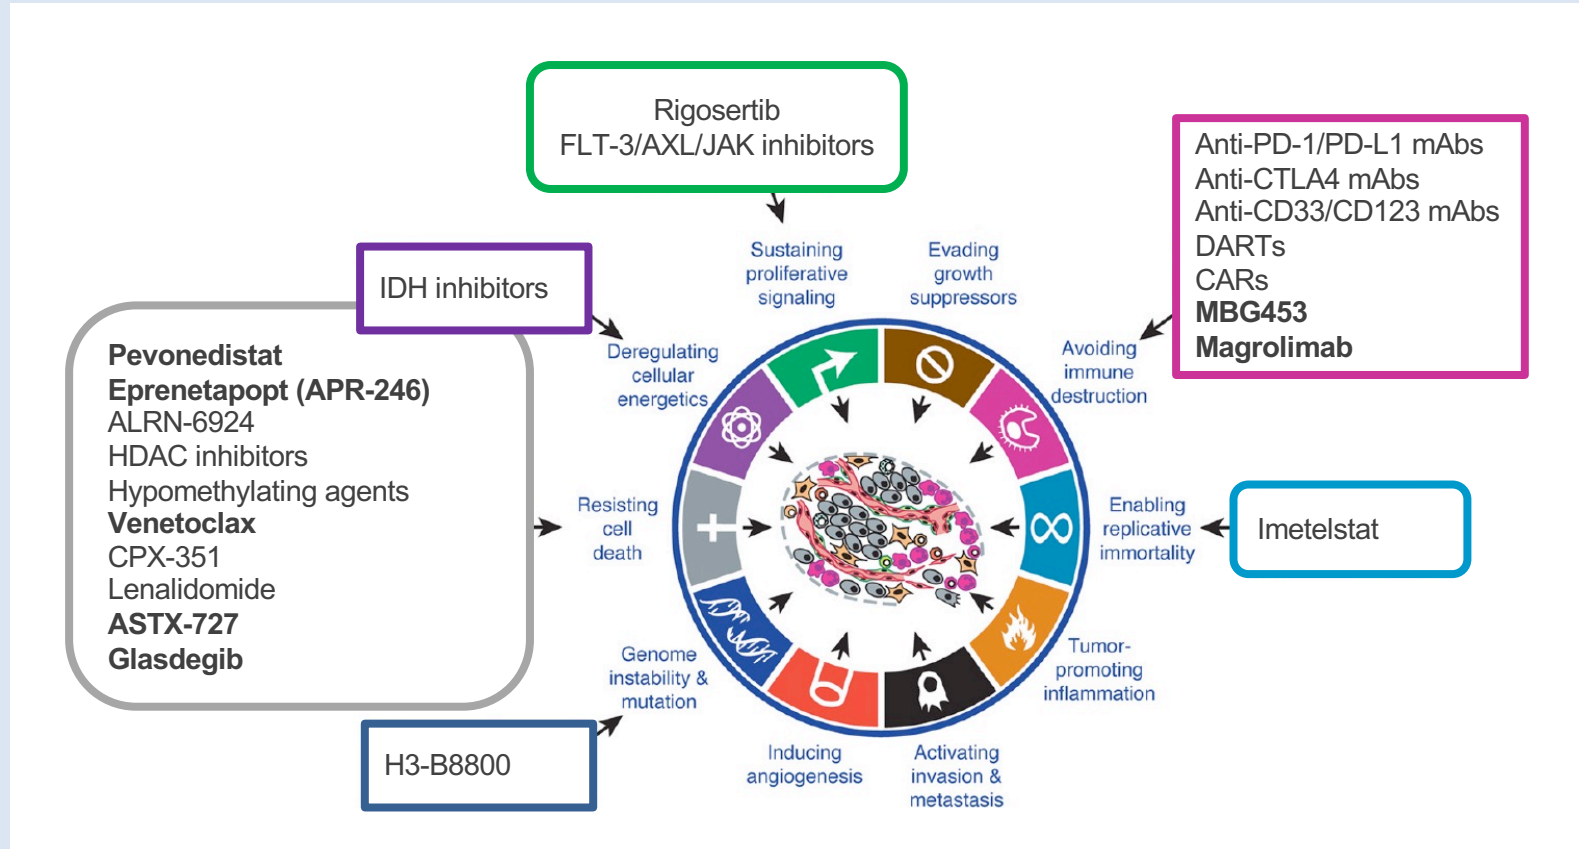 Rigosertib
FLT-3/AXL/JAK inhibitors
Anti-PD-1/PD-L1 mAbs
Anti-CTLA4 mAbs
Anti-CD33/CD123 mAbs
DARTs
CARs
MBG453
Magrolimab
IDH inhibitors
Pevonedistat
Eprenetapopt (APR-246)
ALRN-6924
HDAC inhibitors
Hypomethylating agents
Venetoclax
CPX-351
Lenalidomide
ASTX-727
Glasdegib
H3-B8800
Imetelstat
Sustaining
proliferative
signaling
Evading
growth
suppressors
Avoiding
immune
destruction
Enabling
replicative
immortality
Tumor-
promoting
inflammation
Activating
invasion &
metastasis
Inducing
angiogenesis
Genome
instability &
mutation
Resisting
cell
death
Deregulating
cellular
energetics